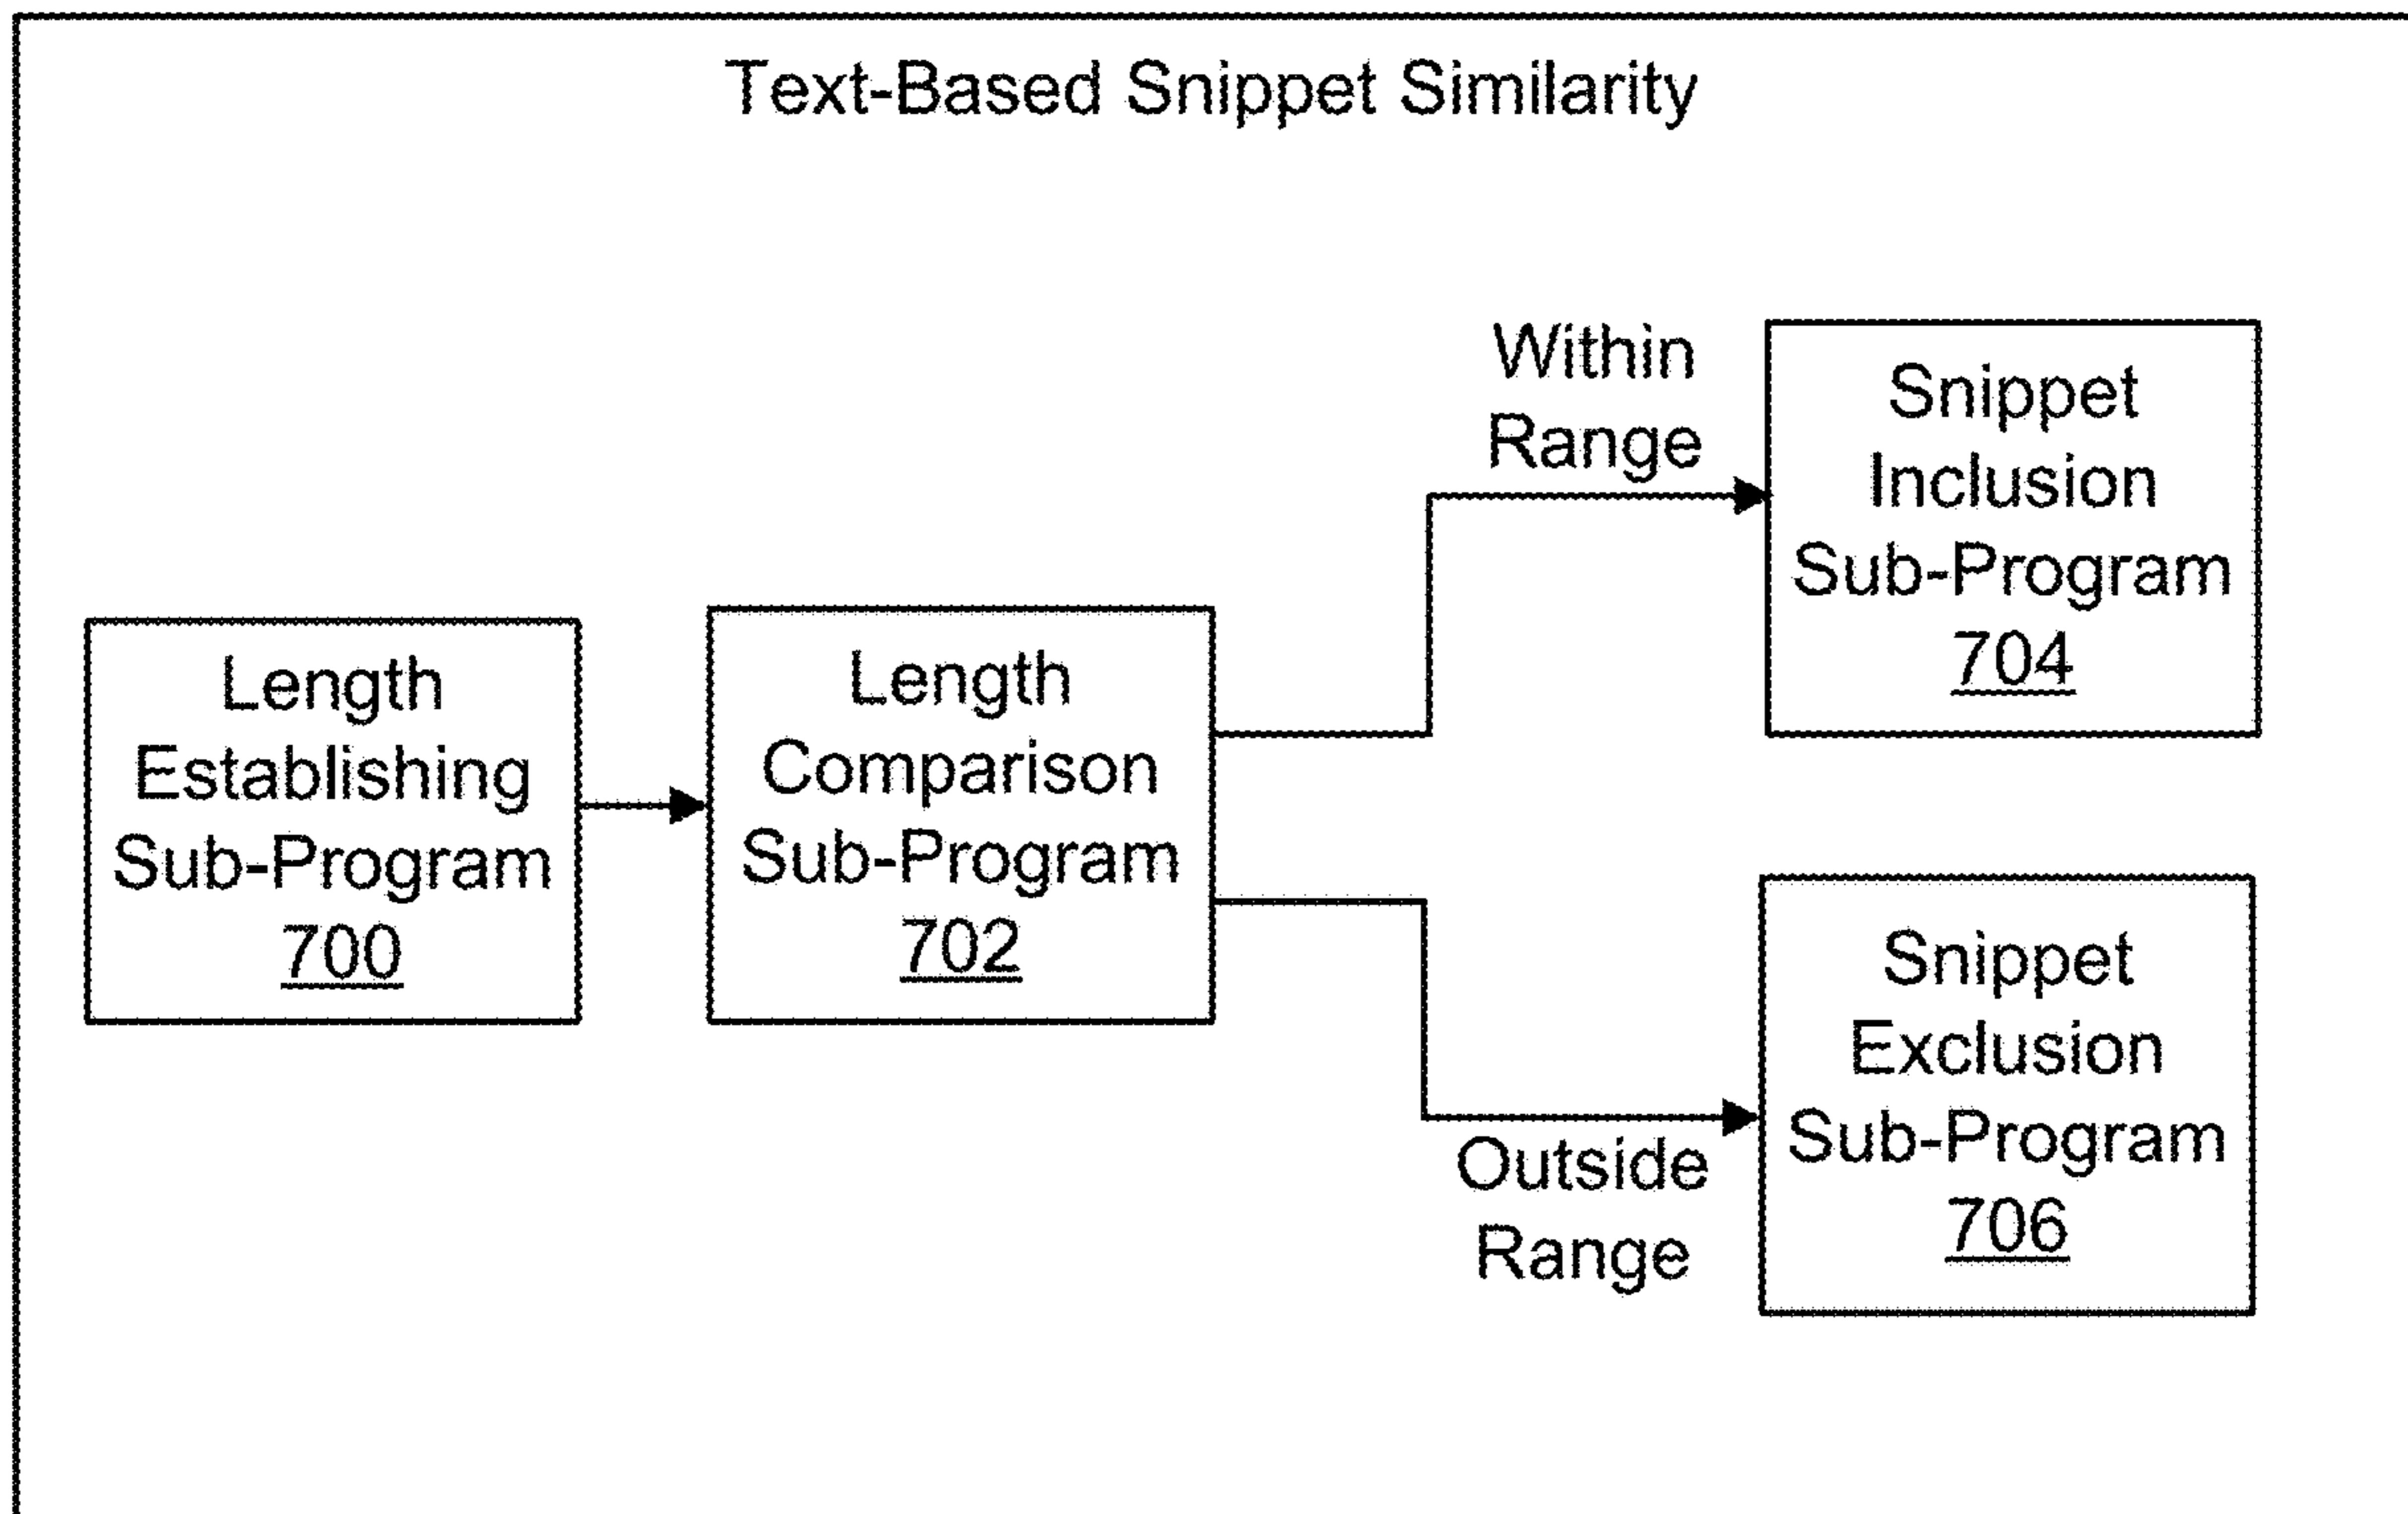 Text-Based Snippet Similarity
Length
Establishing
Sub-Program
700
Length
Comparison
Sub-Program
702
Within
Range
Snippet
Inclusion
Sub-Program
704
Outside
Range
Snippet
Exclusion
Sub-Program
706